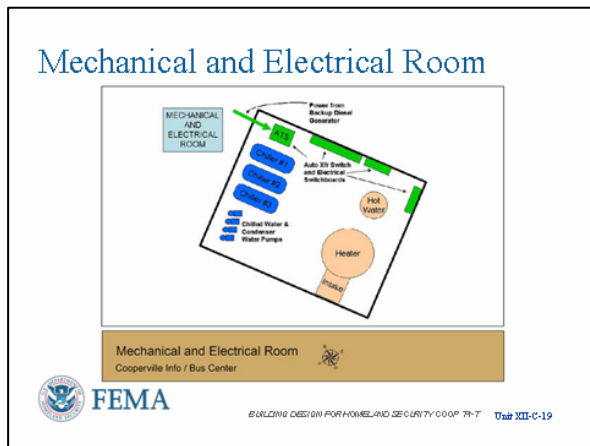 Mechanical and Electrical Room
MECHANICAL
AND
ELECTRICAL
ROOM
Power from
Backup Diesel
Generator
ATS
Chiller #1
Chiller #2
Chiller #3
Auto Xfr Switch
and Electrical
Switchboards
Hot
Water
Chilled Water &
Condenser
Water Pumps
Heater
Intake
Mechanical and Electrical Room
Cooperville Info / Bus Center
FEMA
BUILDING DESIGN FOR HOMELAND SECURITY COOP
Unit XII-C-19